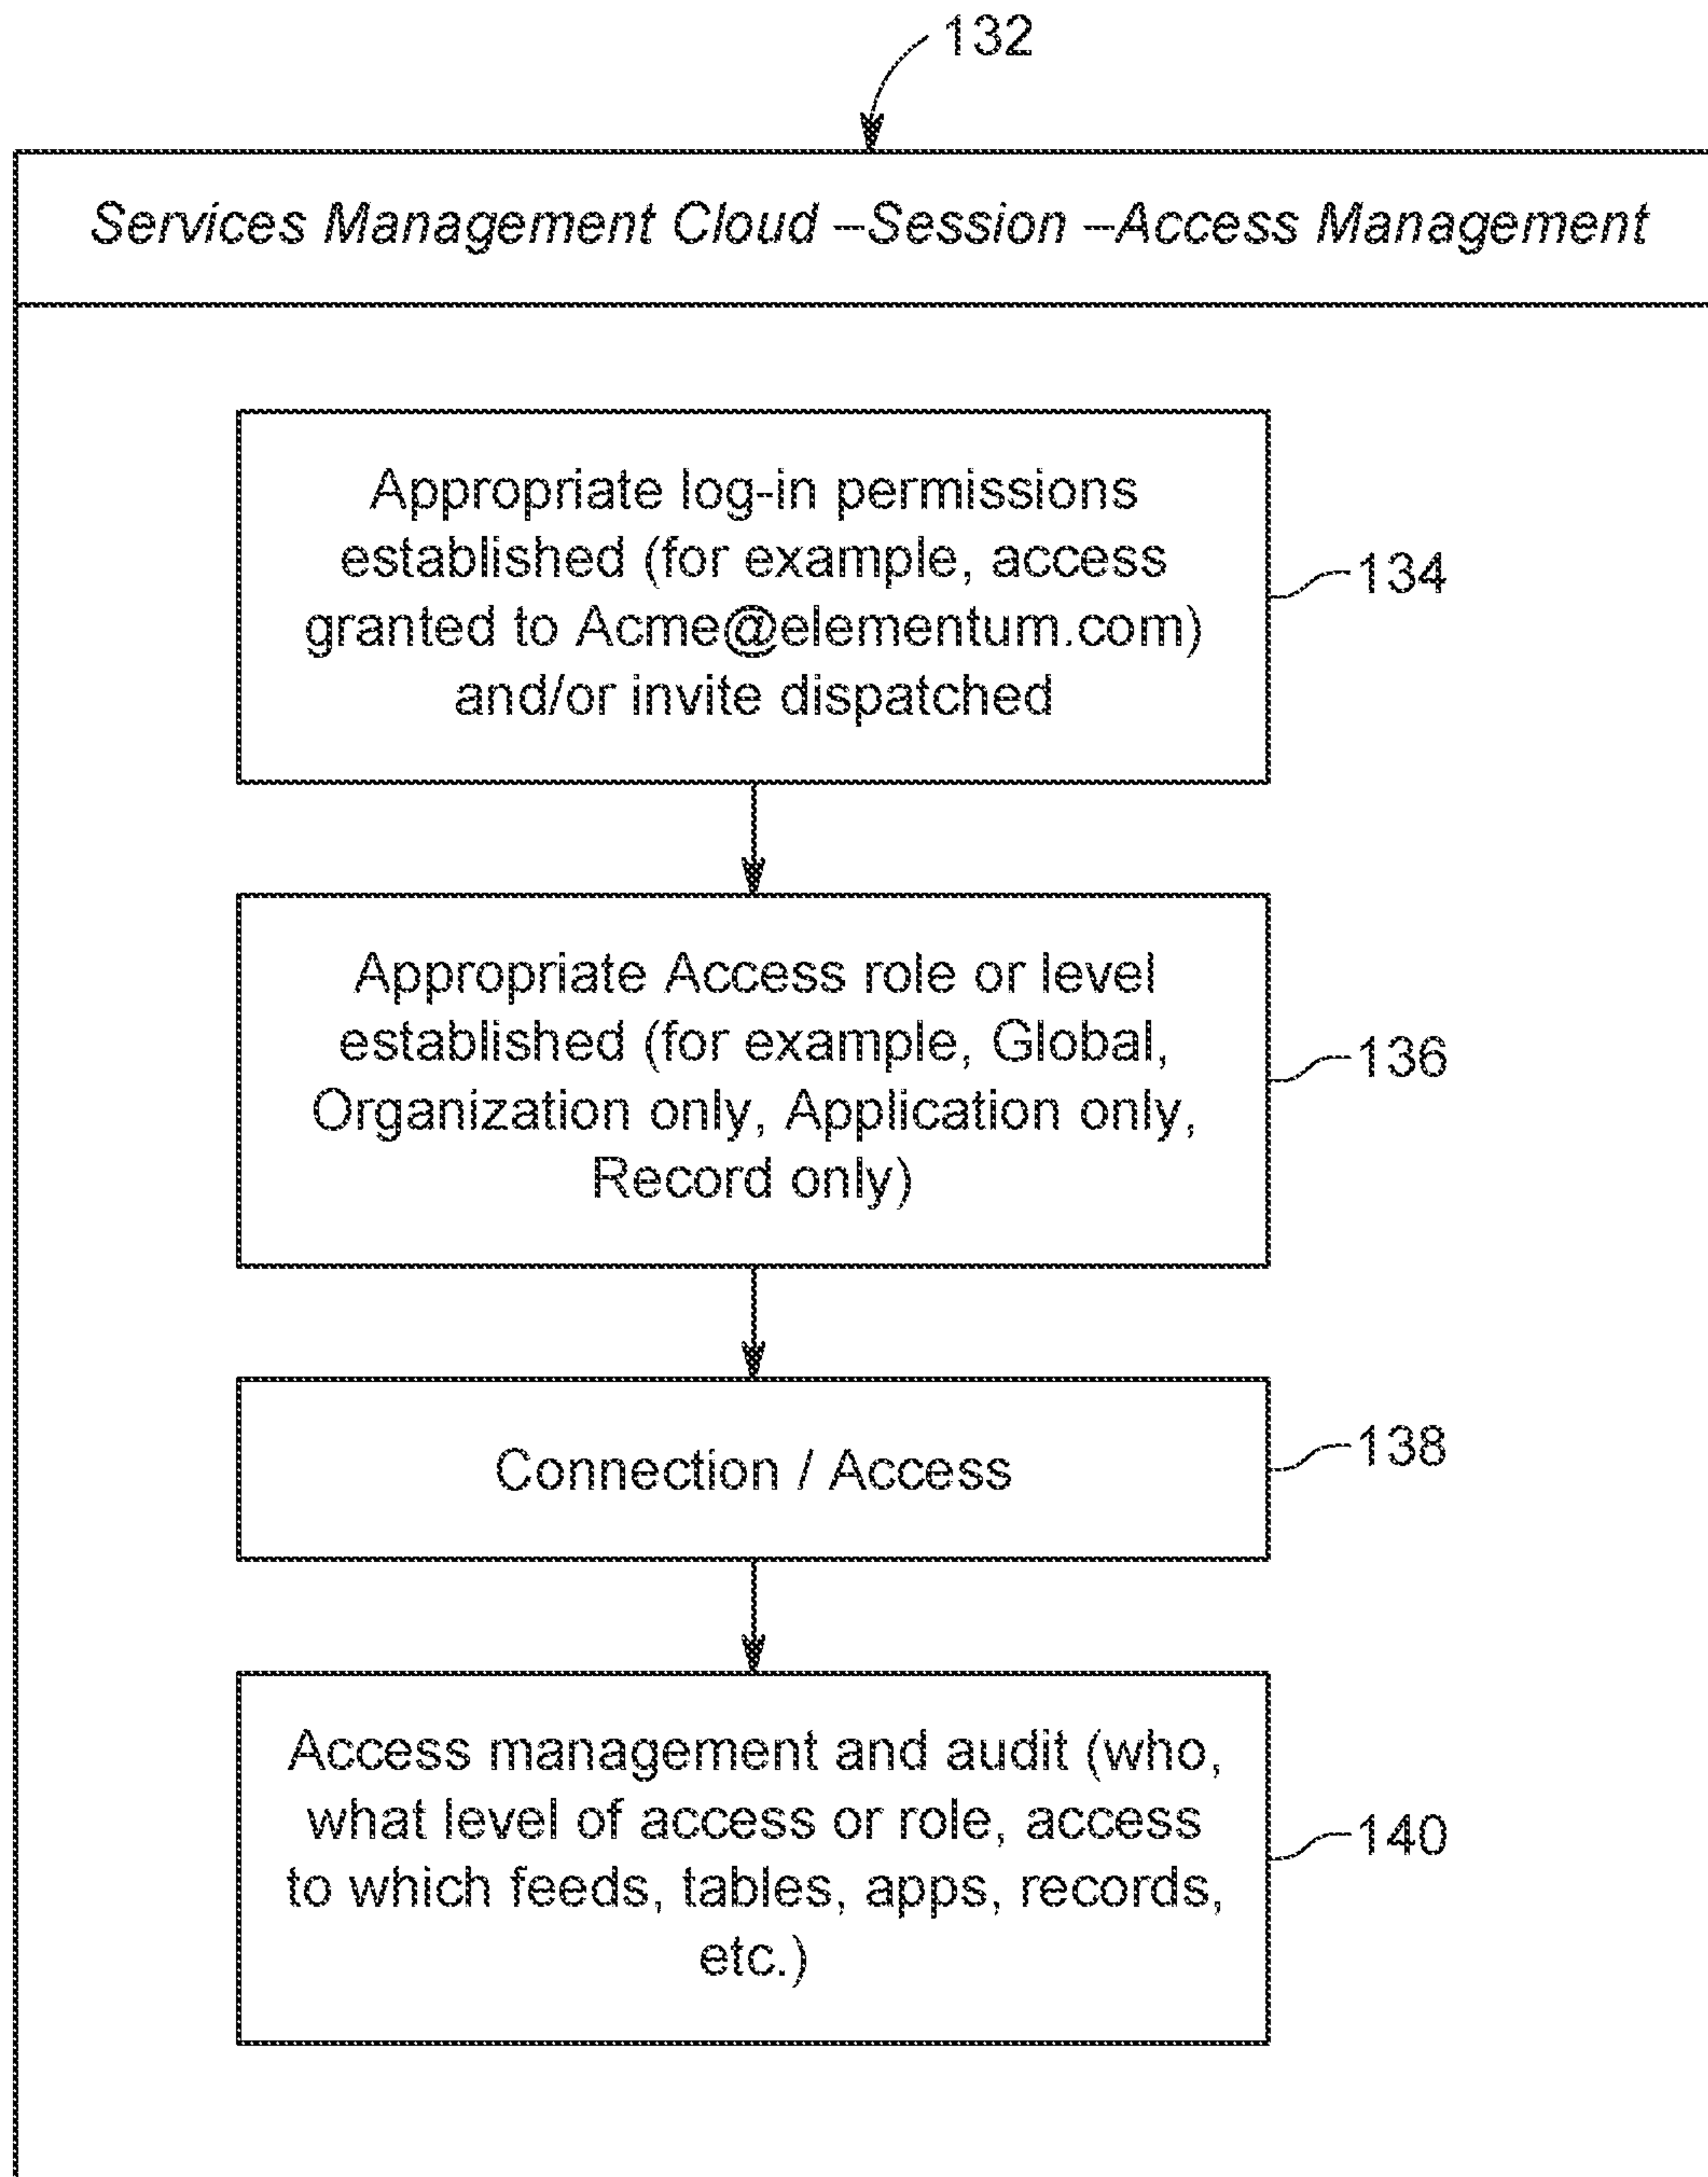 132
Services Management Cloud –Session –Access Management
Appropriate log-in permissions
established (for example, access
granted to Acme@elementum.com)
and/or invite dispatched
134
Appropriate Access role or level
established (for example, Global,
Organization only, Application only,
Record only)
136
Connection / Access
138
Access management and audit (who,
what level of access or role, access
to which feeds, tables, apps, records,
etc.)
140